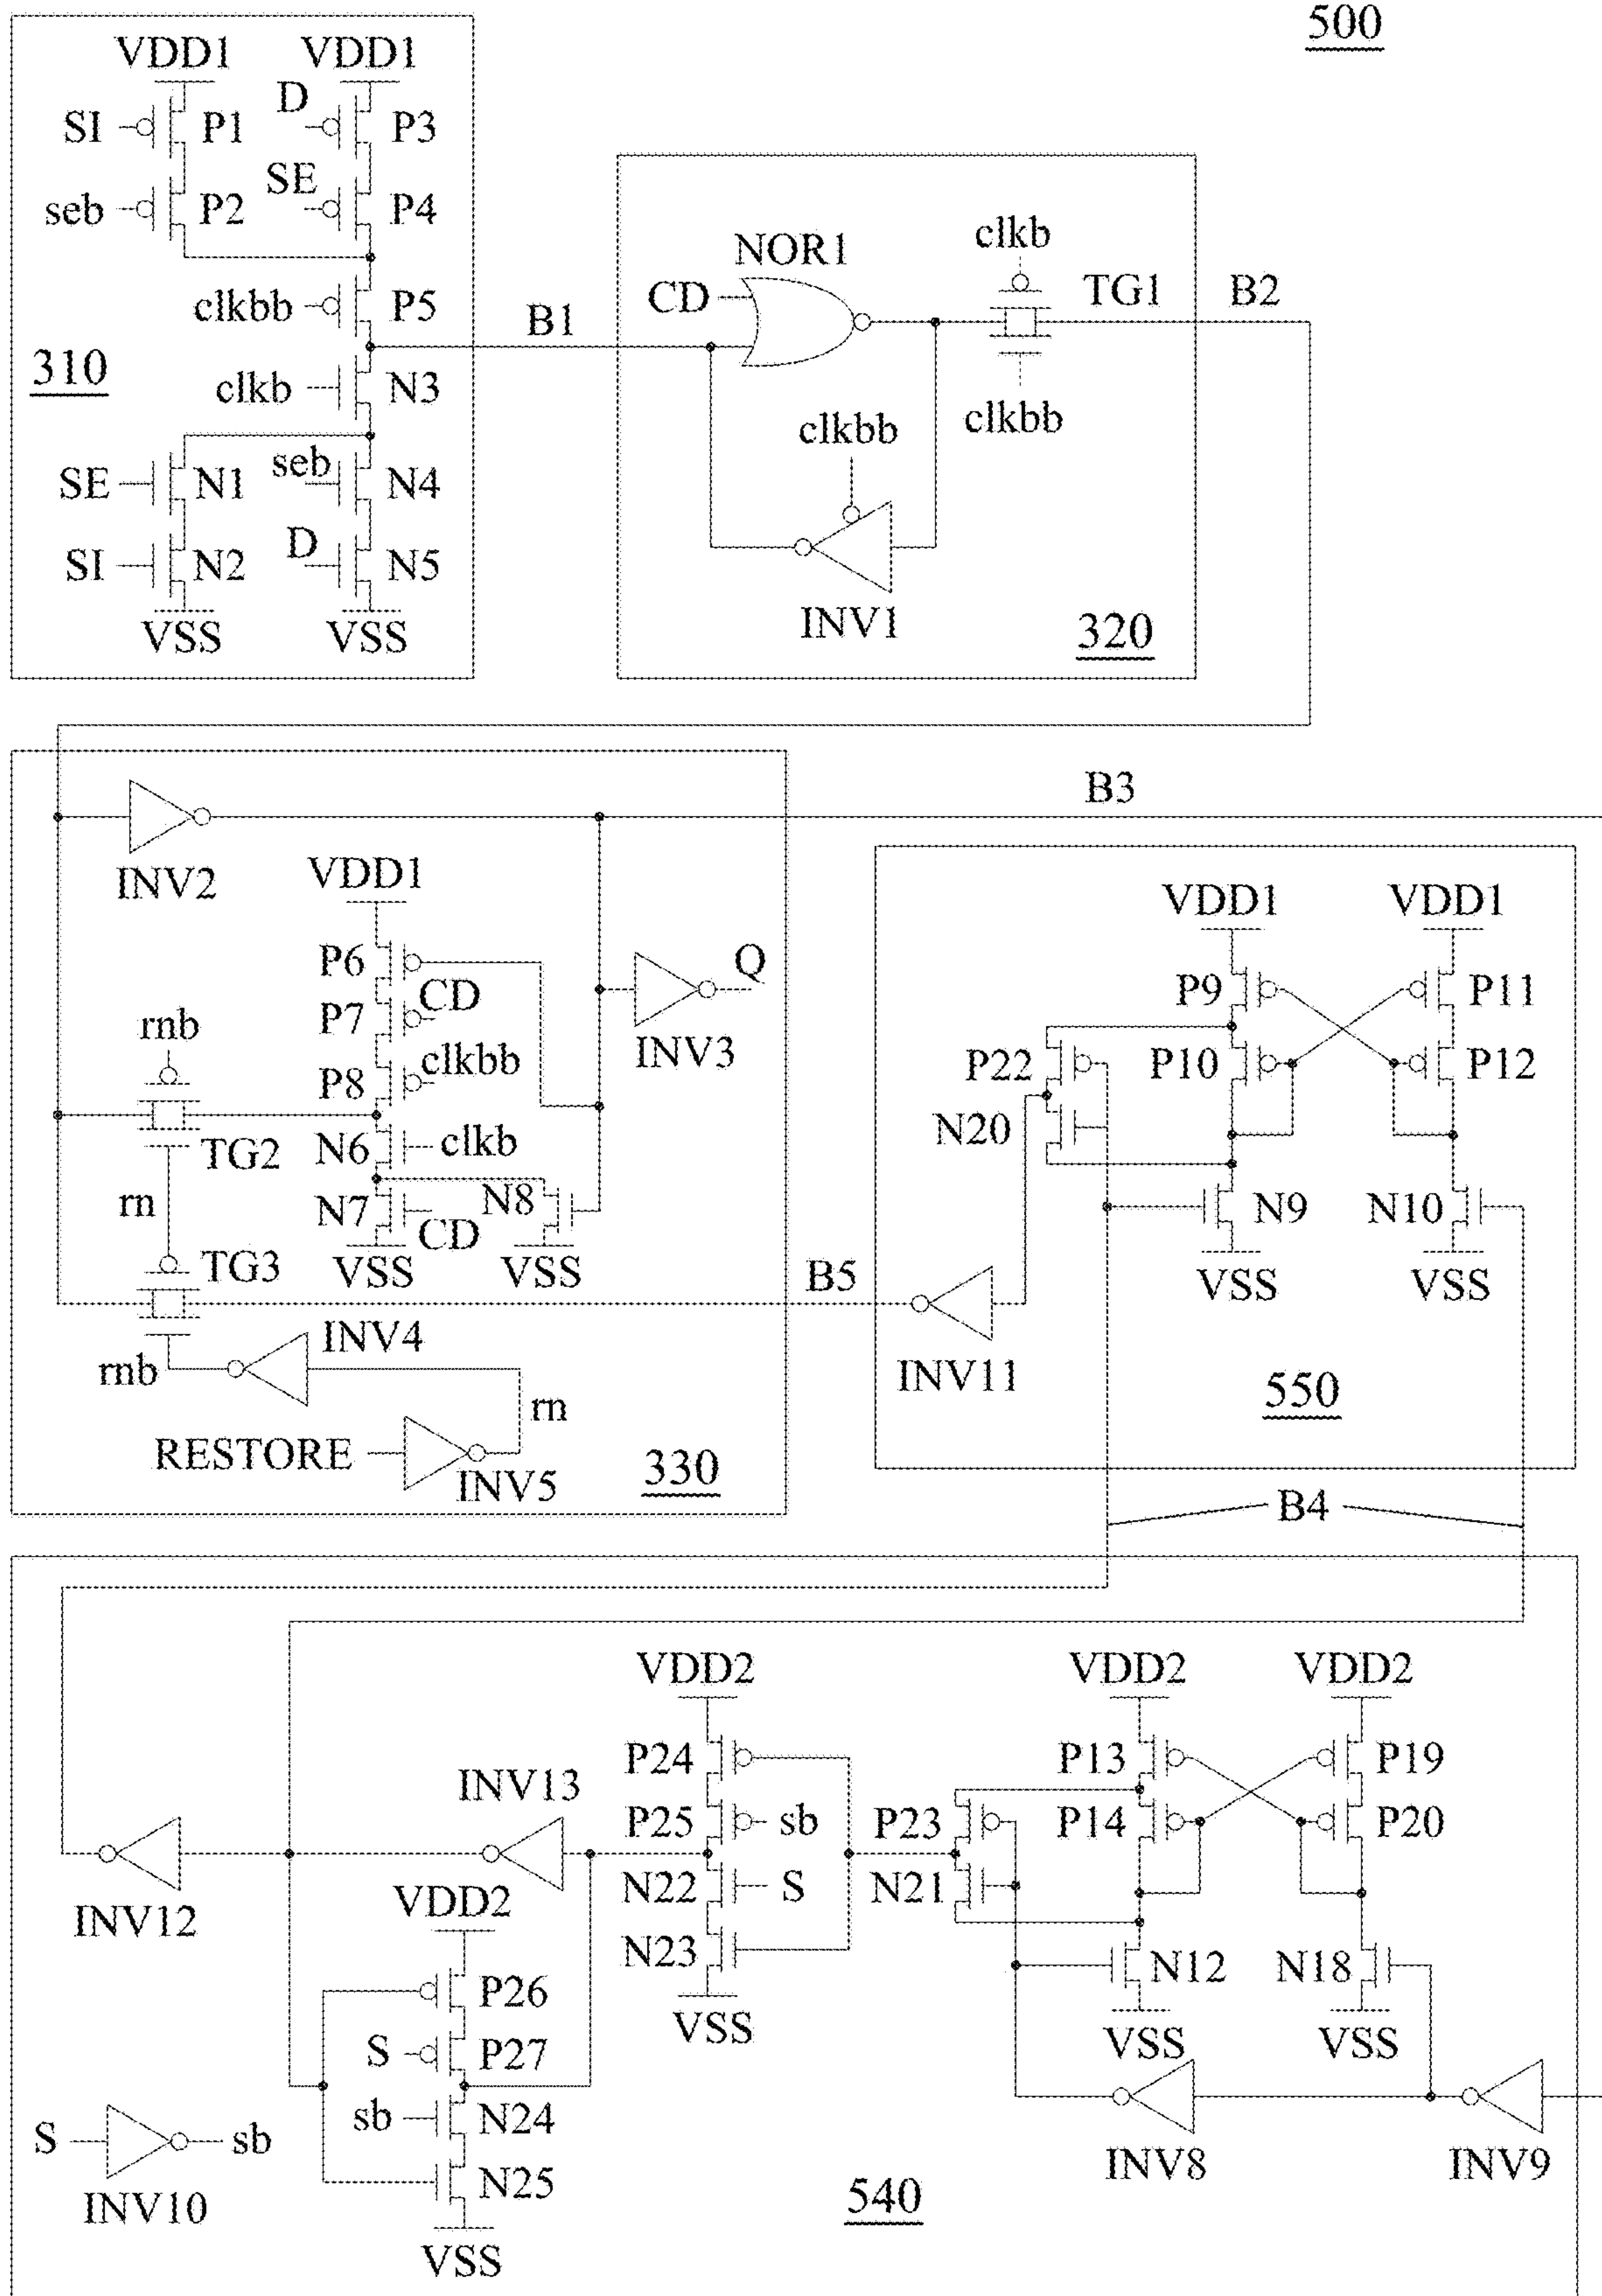 500
VDD1 VDD1
SI P1 D P3
seb P2 SE P4
clkbb P5
310
clkb N3
SE N1 seb N4
SI N2 D N5
VSS VSS
B1
NOR1
CD
clkb
TG1
clkbb
clkbb
INV1
320
B2
B3
INV2
VDD1
P6
CD
P7
clkbb
P8
rnb
TG2
N6 clkb
rn
N7 CD
N8
VSS VSS
Q
INV3
TG3
INV4
rnb
rn
RESTORE
INV5
330
B5
VDD1 VDD1
P9 P11
P22 P10 P12
N20
N9 N10
VSS VSS
INV11
550
B4
VDD2 VDD2 VDD2
P24 P13 P19
INV13
P25 sb P23 P14 P20
N22 S N21
VDD2
INV12
N23 N12 N18
P26
VSS VSS VSS
S P27
sb N24
S sb
INV10
N25
VSS
INV8 INV9
540